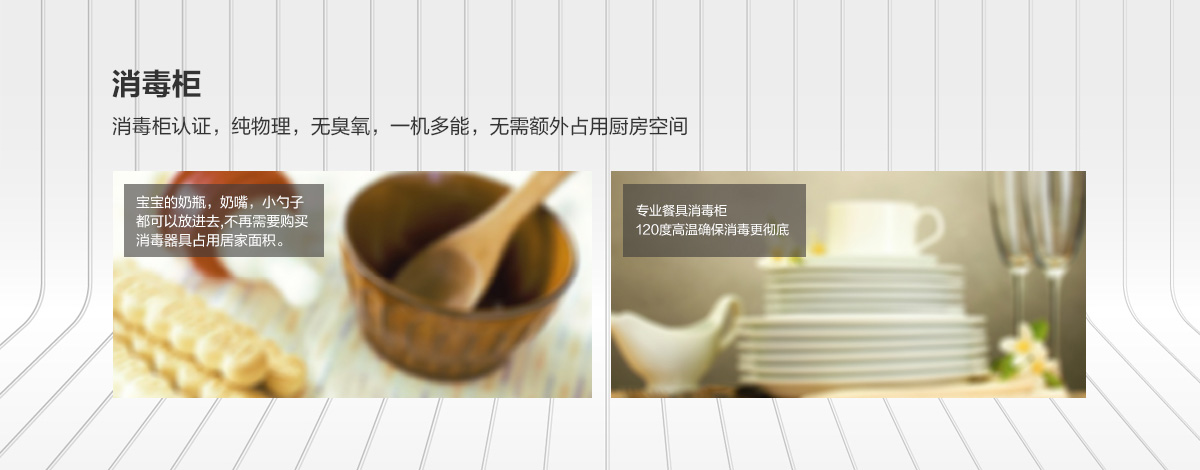 消毒柜
消毒柜认证，纯物理，无臭氧，一机多能，无需额外占用厨房空间
宝宝的奶瓶，奶嘴，小勺子
都可以放进去,不再需要购买
消毒器具占用居家面积。
专业餐具消毒柜
120度高温确保消毒更彻底